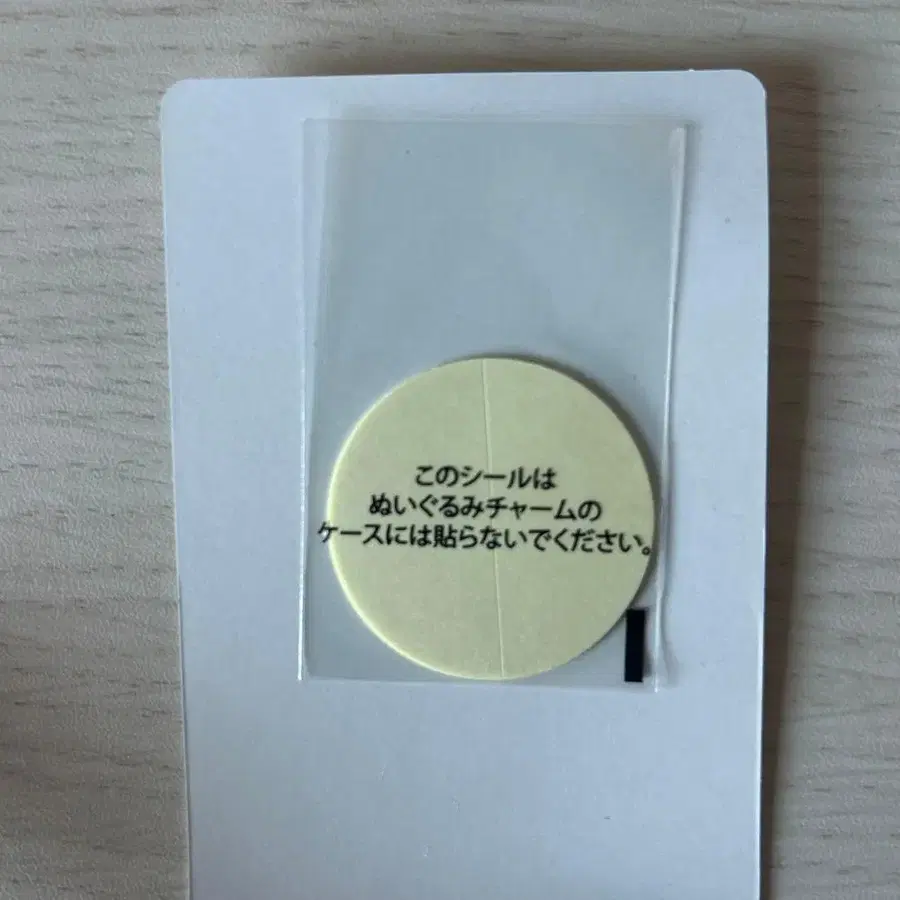 このシールは
ぬいぐるみチャームの
ケースには貼らないでください。